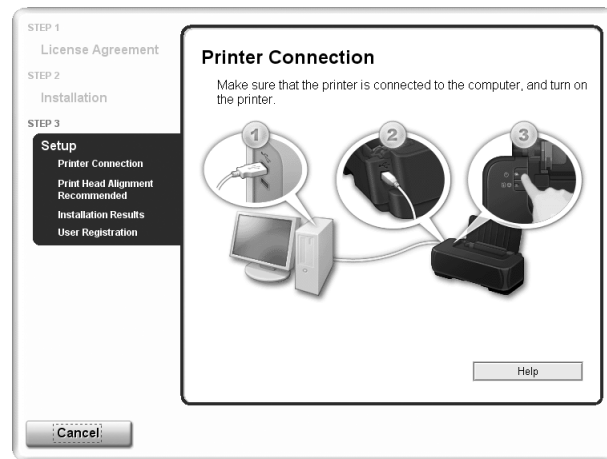 STEP 1
License Agreement
STEP 2
Installation
STEP 3
Setup
Printer Connection
Print Head Alignment
Recommended
Installation Results
User Registration
Printer Connection
Make sure that the printer is connected to the computer, and turn on
the printer.
1
2
3
Help
Cancel